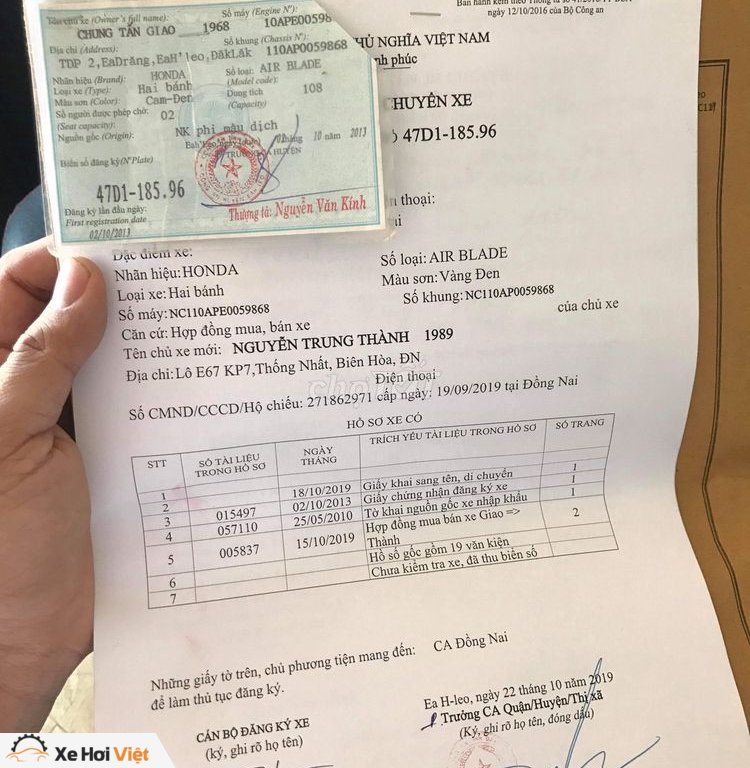 Tên chủ xe (Owner's full name):
CHUNG TẤN GIAO 1968
Số máy (Engine N°):
10APE0059868
Địa chỉ (Address):
TDP 2,EaDrăng,EaH'leo,ĐăkLăk
Số khung (Chassis N°):
110AP0059868
Nhãn hiệu (Brand): HONDA
Số loại: AIR BLADE
(Model code):
Loại xe (Type): Hai bánh
Màu sơn (Color): Cam-Đen
Dung tích 108
(Capacity)
Số người được phép chở: 02
(Seat capacity)
Nguồn gốc (Origin): NK phi mậu dịch
10 năm 2013
Biển số đăng ký (N°Plate)
47D1-185.96
Đăng ký lần đầu ngày:
First registration date
02/10/2013
Thượng tá: Nguyễn Văn Kính
ngày 12/10/2016 của Bộ Công an
HỦ NGHĨA VIỆT NAM
nh phúc
CHUYỂN XE
47D1-185.96
n thoại:
ại
Đặc điểm xe:
Nhãn hiệu:HONDA
Số loại: AIR BLADE
Loại xe:Hai bánh
Màu sơn:Vàng Đen
Số máy:NC110APE0059868
Số khung:NC110AP0059868
Căn cứ: Hợp đồng mua, bán xe
của chủ xe
Tên chủ xe mới: NGUYỄN TRUNG THÀNH 1989
Địa chỉ: Lô E67 KP7,Thống Nhất, Biên Hòa, ĐN
Điện thoại
Số CMND/CCCD/Hộ chiếu: 271862971 cấp ngày: 19/09/2019 tại Đồng Nai
HỒ SƠ XE CÓ
STT SỐ TÀI LIỆU TRONG HỒ SƠ NGÀY THÁNG TRÍCH YẾU TÀI LIỆU TRONG HỒ SƠ SỐ TRANG
1 18/10/2019 Giấy khai sang tên, di chuyển 1
2 015497 02/10/2013 Giấy chứng nhận đăng ký xe 1
3 057110 25/05/2010 Tờ khai nguồn gốc xe nhập khẩu 1
4 005837 15/10/2019 Hợp đồng mua bán xe Giao => Thành 2
5 Hồ số gốc gồm 19 văn kiện
6 Chưa kiểm tra xe, đã thu biển số
7
Những giấy tờ trên, chủ phương tiện mang đến: CA Đồng Nai
để làm thủ tục đăng ký.
Ea H-leo, ngày 22 tháng 10 năm 2019
CÁN BỘ ĐĂNG KÝ XE
(ký, ghi rõ họ tên)
Trưởng CA Quận/Huyện/Thị xã
(Ký, ghi rõ họ tên, đóng dấu)
chợ TỐT
Xe Hơi Việt